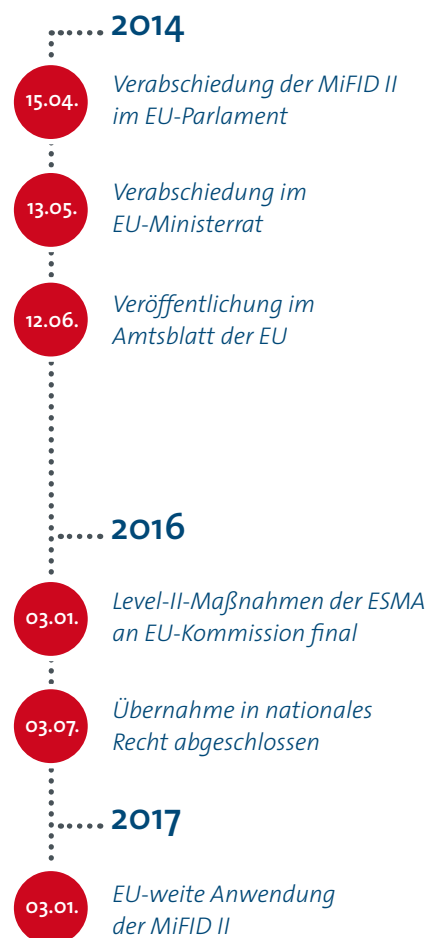 2014
15.04.
Verabschiedung der MiFID II
im EU-Parlament
13.05.
Verabschiedung im
EU-Ministerrat
12.06.
Veröffentlichung im
Amtsblatt der EU
2016
03.01.
Level-II-Maßnahmen der ESMA
an EU-Kommission final
03.07.
Übernahme in nationales
Recht abgeschlossen
2017
03.01.
EU-weite Anwendung
der MiFID II